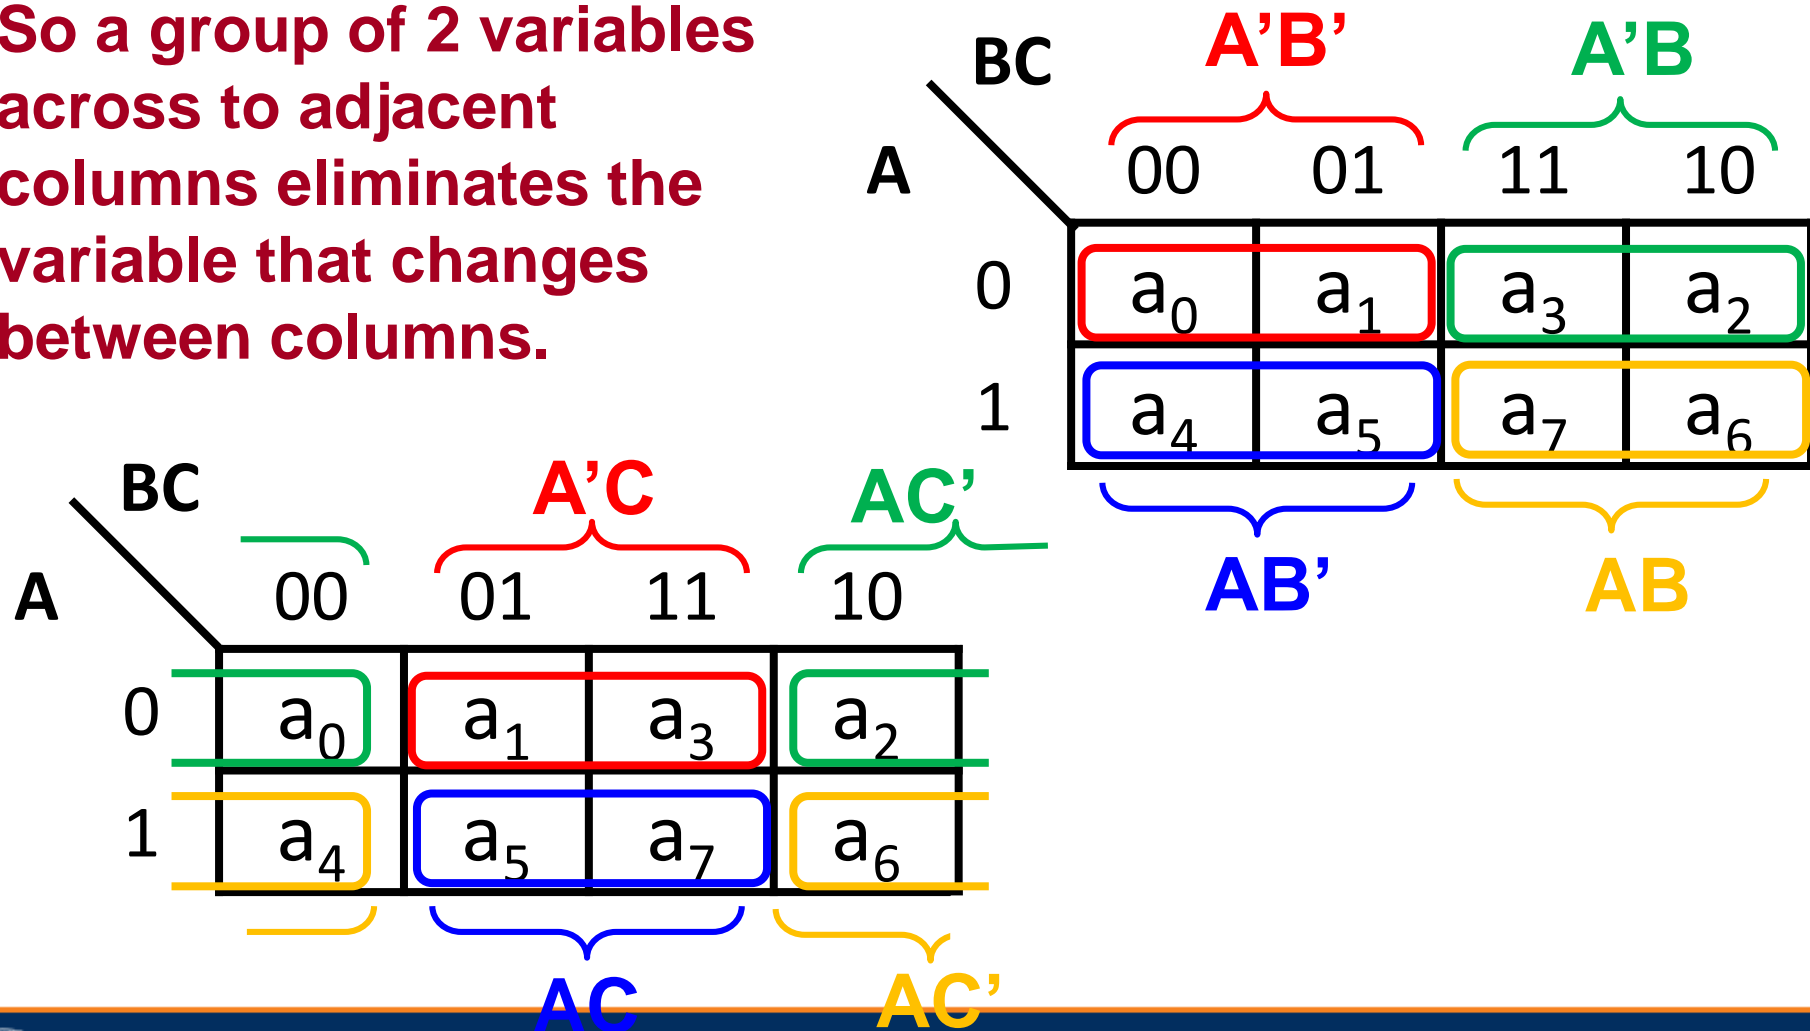 So a group of 2 variables
across to adjacent
columns eliminates the
variable that changes
between columns.
BC
A’B’
A’B
A
00 01 11 10
0 a0 a1 a3 a2
1 a4 a5 a7 a6
AB’
AB
BC
A’C
AC’
A
00 01 11 10
0 a0 a1 a3 a2
1 a4 a5 a7 a6
AC
AC’